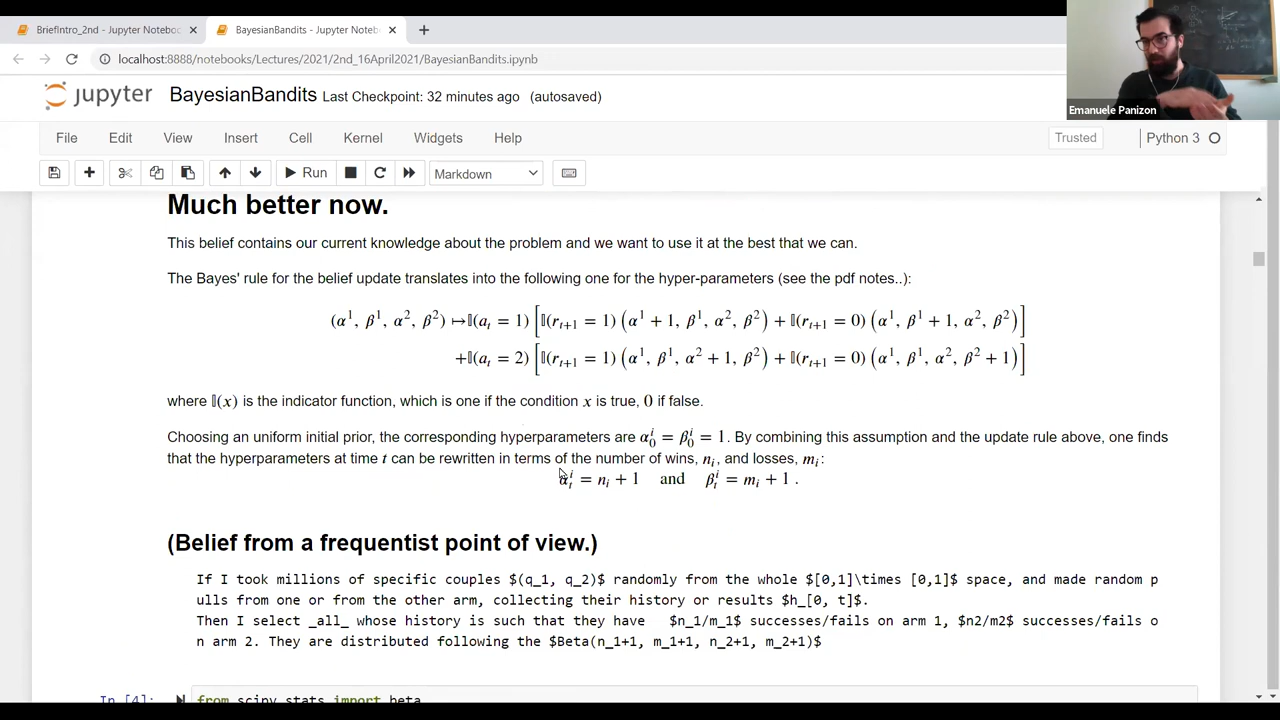 BriefIntro_2nd - Jupyter Noteboo
BayesianBandits - Jupyter Noteb
localhost:8888/notebooks/Lectures/2021/2nd_16April2021/BayesianBandits.ipynb
Emanuele Panizon
jupyter BayesianBandits Last Checkpoint: 32 minutes ago (autosaved)
File Edit View Insert Cell Kernel Widgets Help Trusted Python 3
Run Markdown
Much better now.
This belief contains our current knowledge about the problem and we want to use it at the best that we can.
The Bayes' rule for the belief update translates into the following one for the hyper-parameters (see the pdf notes..):
(α¹, β¹, α², β²) ↦ 𝕀(aₜ = 1) [𝕀(rₜ₊₁ = 1) (α¹ + 1, β¹, α², β²) + 𝕀(rₜ₊₁ = 0) (α¹, β¹ + 1, α², β²)]
+𝕀(aₜ = 2) [𝕀(rₜ₊₁ = 1) (α¹, β¹, α² + 1, β²) + 𝕀(rₜ₊₁ = 0) (α¹, β¹, α², β² + 1)]
where 𝕀(x) is the indicator function, which is one if the condition x is true, 0 if false.
Choosing an uniform initial prior, the corresponding hyperparameters are α₀ⁱ = β₀ⁱ = 1. By combining this assumption and the update rule above, one finds
that the hyperparameters at time t can be rewritten in terms of the number of wins, nᵢ, and losses, mᵢ:
αₜⁱ = nᵢ + 1 and βₜⁱ = mᵢ + 1 .
(Belief from a frequentist point of view.)
If I took millions of specific couples $(q_1, q_2)$ randomly from the whole $[0,1]\times [0,1]$ space, and made random p
ulls from one or from the other arm, collecting their history or results $h_[0, t]$.
Then I select _all_ whose history is such that they have $n_1/m_1$ successes/fails on arm 1, $n2/m2$ successes/fails o
n arm 2. They are distributed following the $Beta(n_1+1, m_1+1, n_2+1, m_2+1)$
In [4]: from scipy.stats import beta